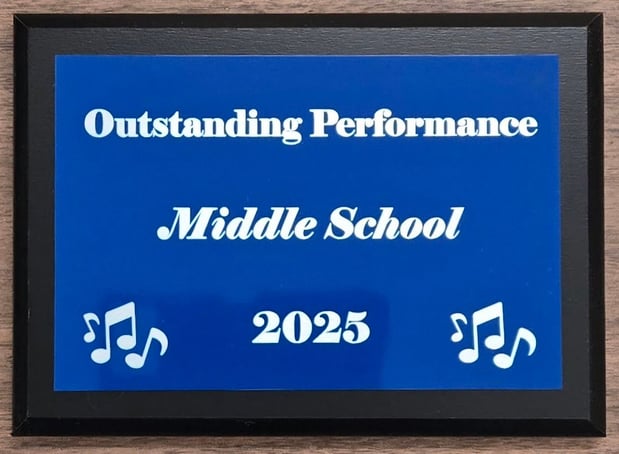 Outstanding Performance
Middle School
2025